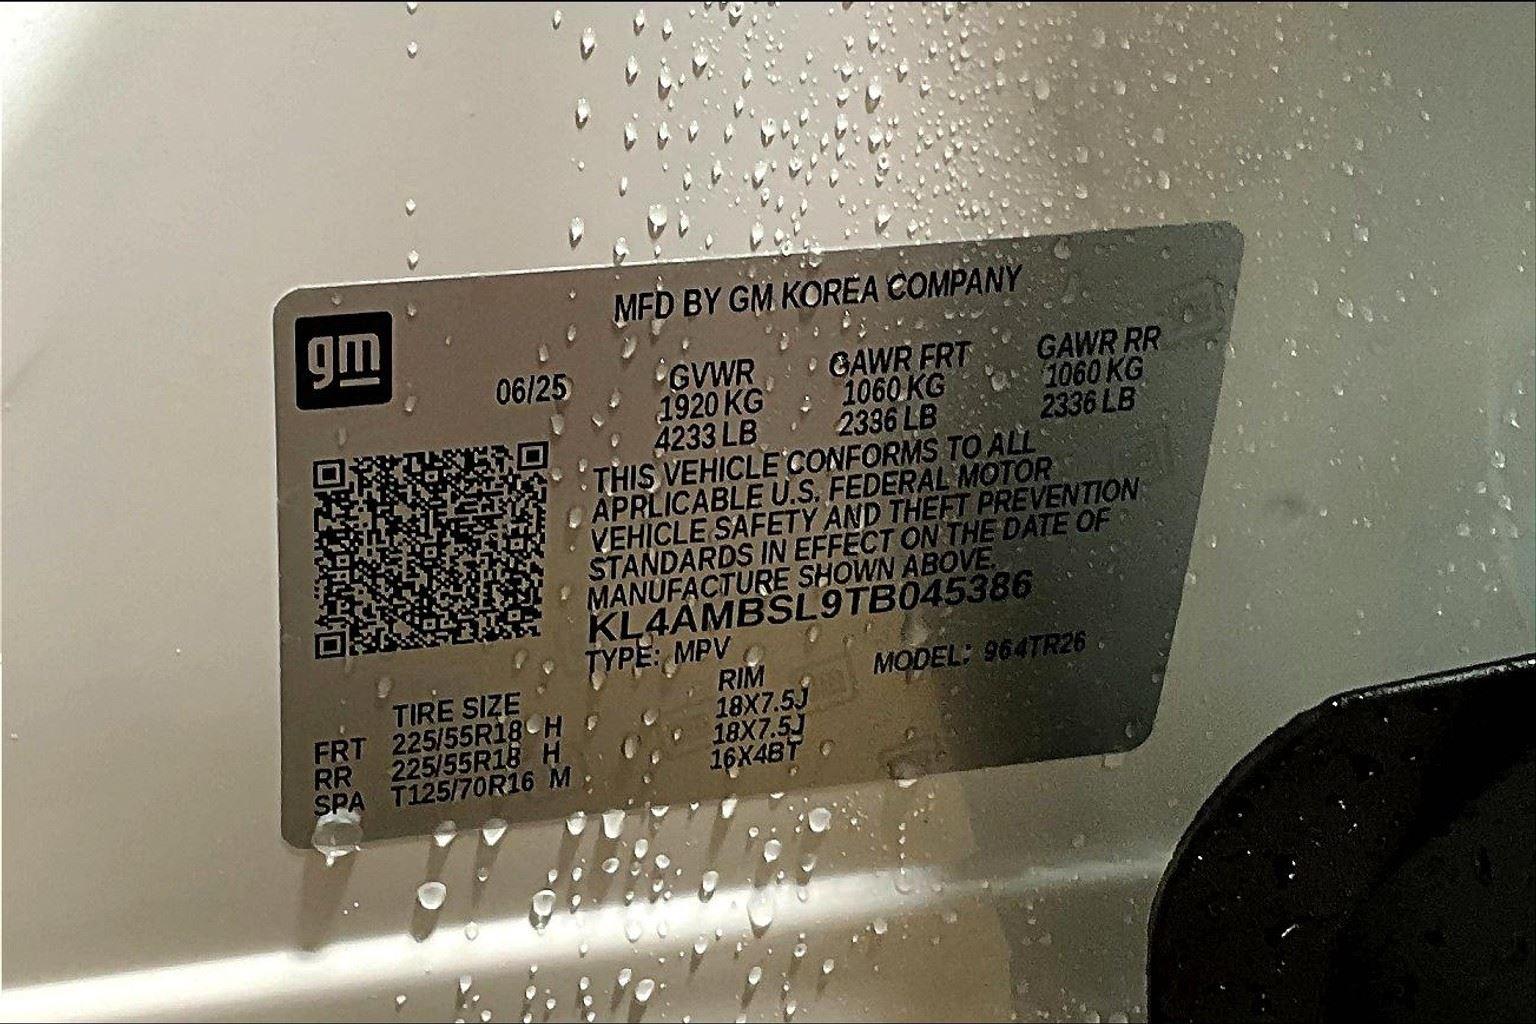 MFD BY GM KOREA COMPANY
gm
06/25
GVWR GAWR FRT GAWR RR
1920 KG 1060 KG 1060 KG
4233 LB 2336 LB 2336 LB
THIS VEHICLE CONFORMS TO ALL
APPLICABLE U.S. FEDERAL MOTOR
VEHICLE SAFETY AND THEFT PREVENTION
STANDARDS IN EFFECT ON THE DATE OF
MANUFACTURE SHOWN ABOVE.
KL4AMBSL9TB045386
TYPE: MPV MODEL: 964TR26
TIRE SIZE RIM
FRT 225/55R18 H 18X7.5J
RR 225/55R18 H 18X7.5J
SPA T125/70R16 M 16X4BT